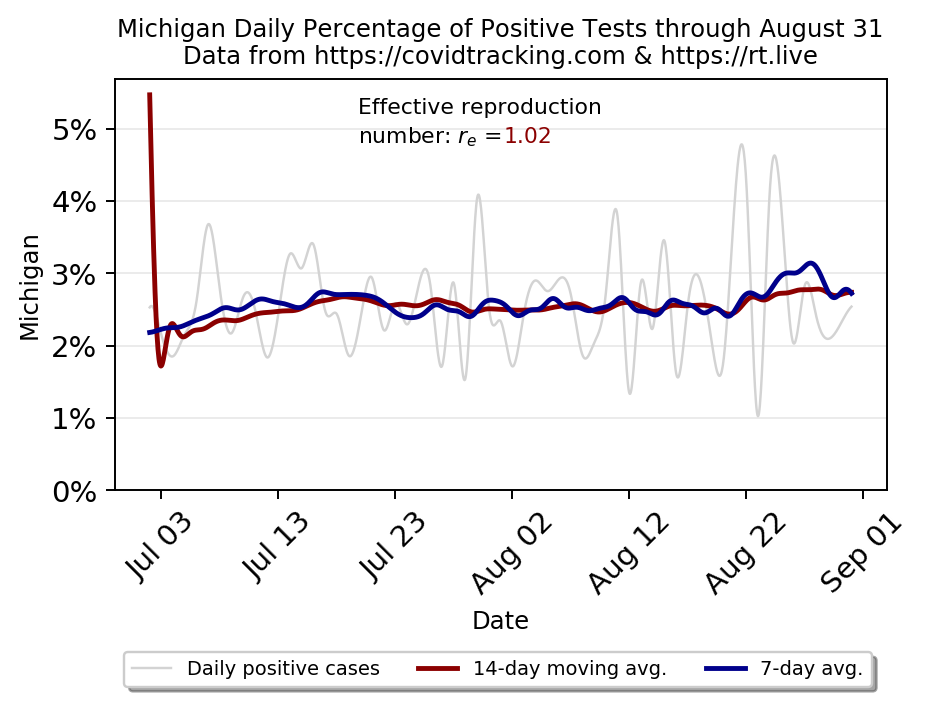 Michigan Daily Percentage of Positive Tests through August 31
Data from https://covidtracking.com & https://rt.live
Effective reproduction
number: rₑ =1.02
5%
4%
3%
2%
1%
0%
Michigan
Jul 03
Jul 13
Jul 23
Aug 02
Aug 12
Aug 22
Sep 01
Date
Daily positive cases
14-day moving avg.
7-day avg.